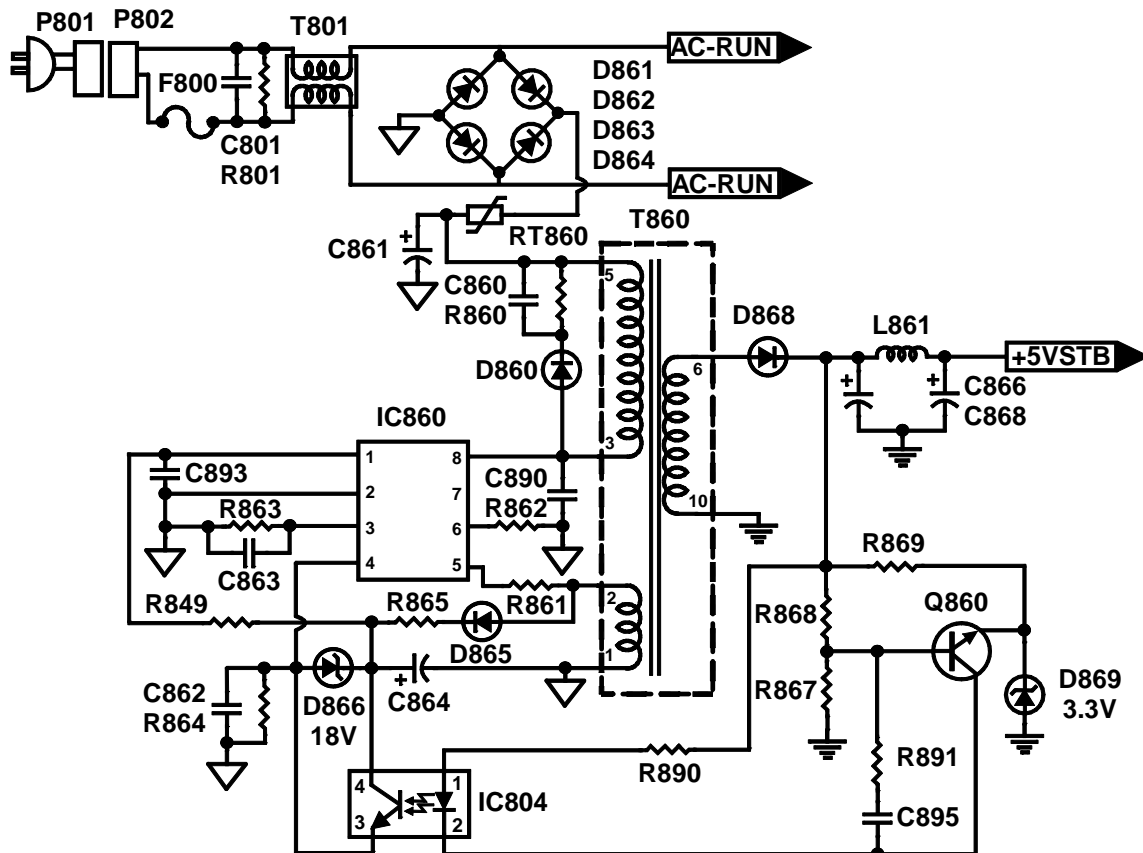 P801
P802
T801
AC-RUN
F800
C801
R801
D861
D862
D863
D864
AC-RUN
RT860
T860
C861
+
C860
R860
5
D868
L861
D860
6
+5VSTB
+
+
C866
C868
IC860
3
1
8
C893
C890
2
7
R862
10
R863
3
6
C863
4
5
R869
R849
R865
R861
2
R868
Q860
D865
1
C862
R864
D866
18V
+
C864
R867
D869
3.3V
R890
R891
4
1
IC804
3
2
C895